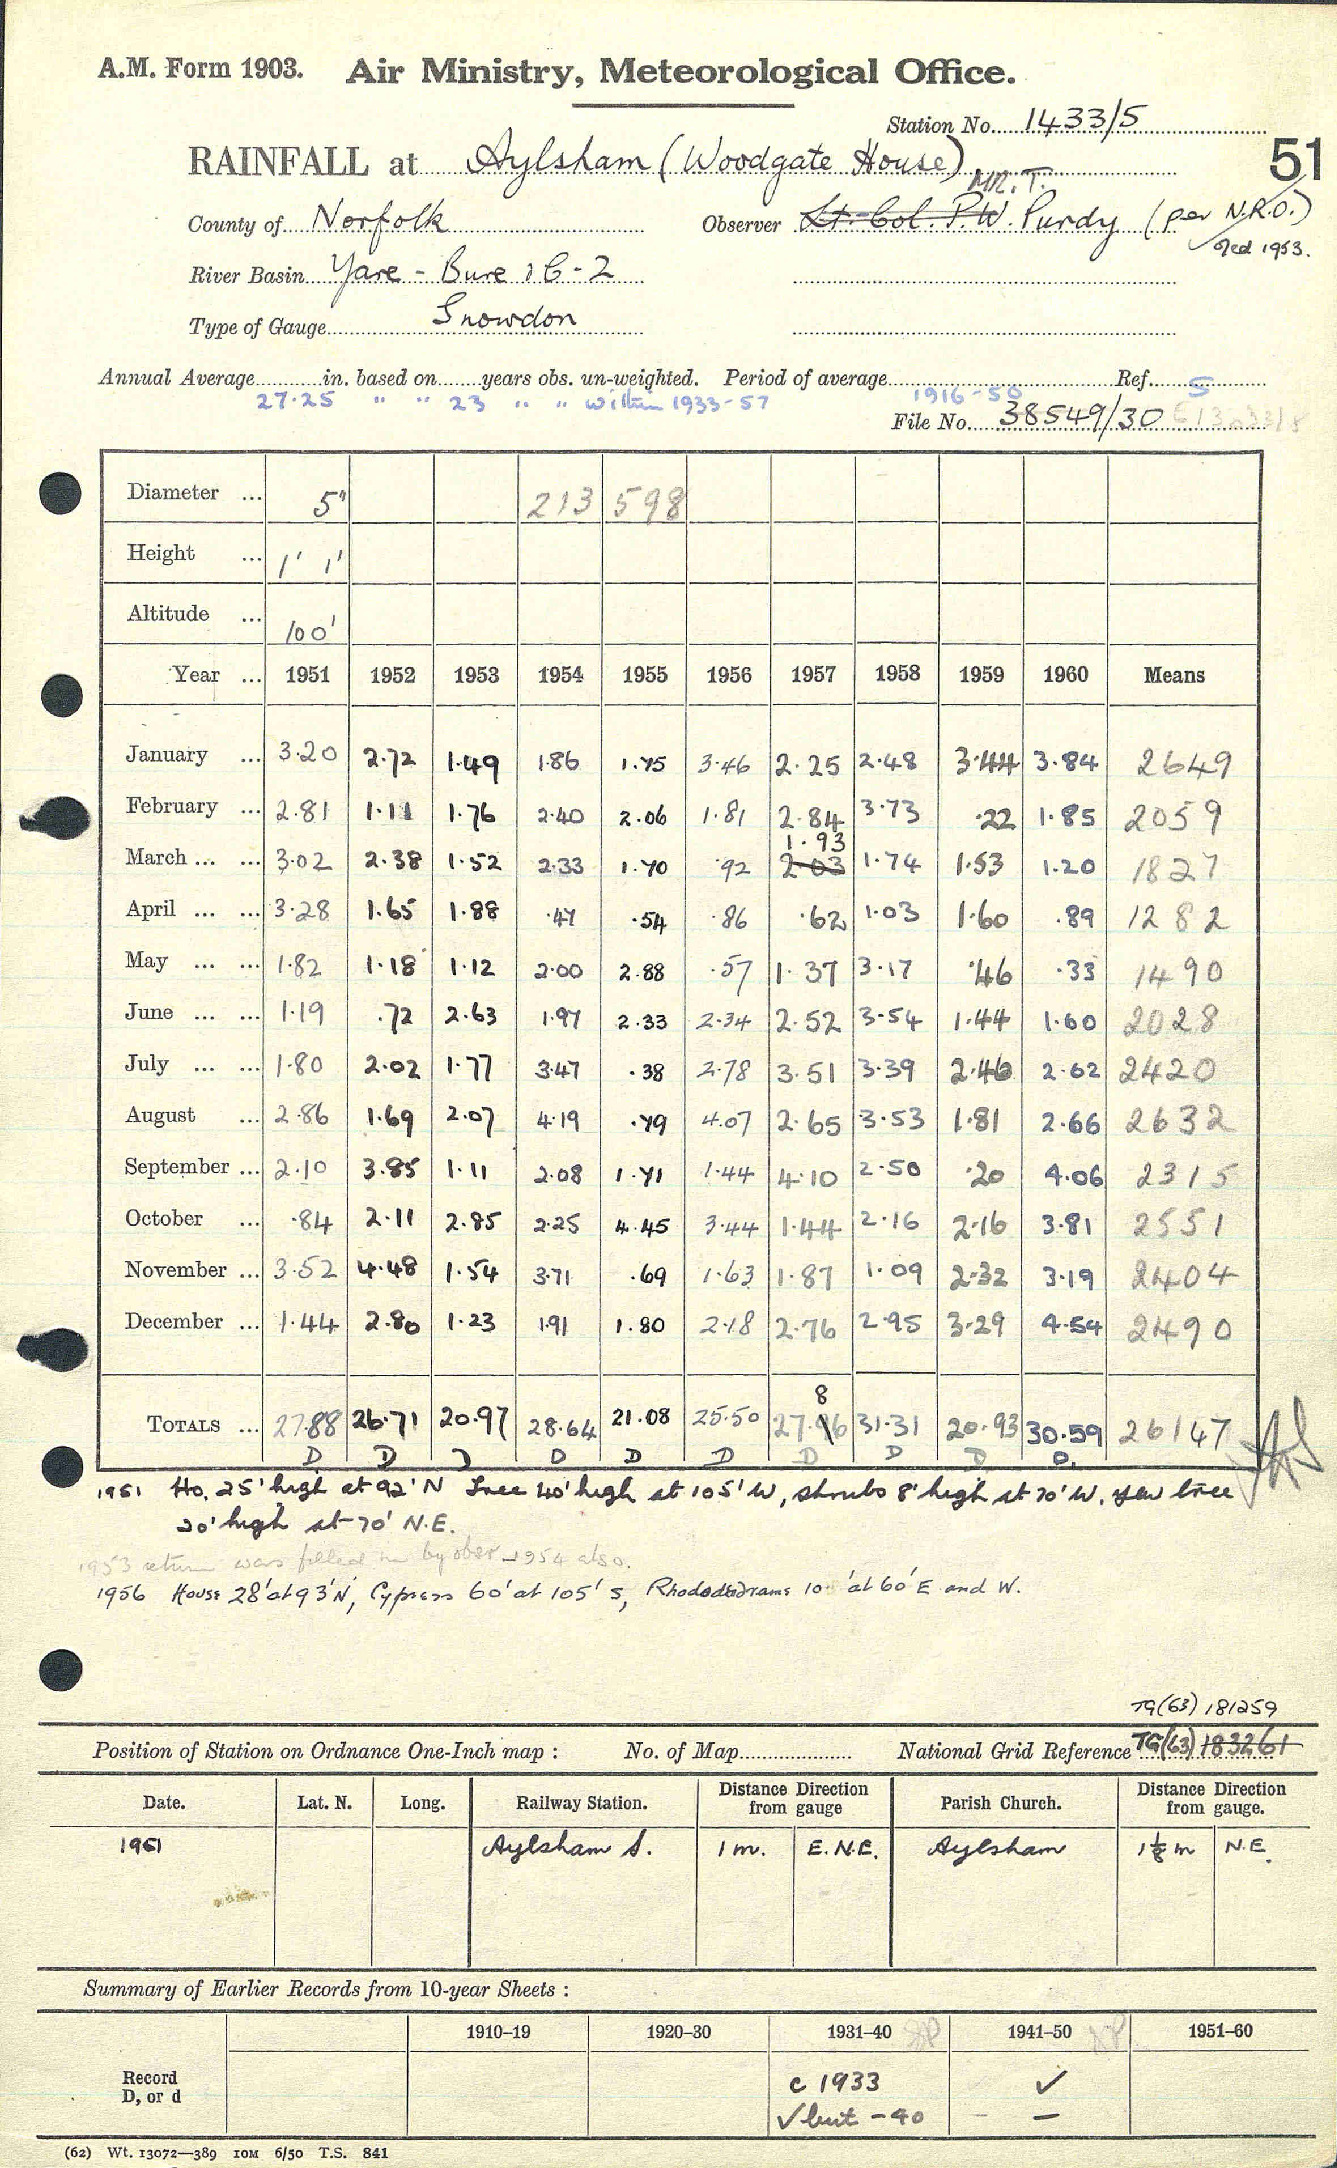 A.M. Form 1903. Air Ministry, Meteorological Office.
Station No. 1433/5
RAINFALL at Aylsham (Woodgate House) 51
MR. T.
County of Norfolk Observer Lt. Col. P.W. Purdy (per N.R.O.)
River Basin Yare - Bure 16-2
Type of Gauge Snowdon
Annual Average in. based on years obs. un-weighted. Period of average Ref. 5
27.25 " " 23 " " within 1933-57 1916-50
File No. 38549/30
Diameter ... 5" 213 598
Height ... 1' 1'
Altitude ... 100'
Year ... 1951 1952 1953 1954 1955 1956 1957 1958 1959 1960 Means
January ... 3.20 2.72 1.49 1.86 1.75 3.46 2.25 2.48 3.44 3.84 2649
February ... 2.81 1.11 1.76 2.40 2.06 1.81 2.84 3.73 .22 1.85 2059
1.93
March ... ... 3.02 2.38 1.52 2.33 1.70 .92 2.03 1.74 1.53 1.20 1827
April ... ... 3.28 1.65 1.88 .47 .54 .86 .62 1.03 1.60 .89 1282
May ... ... 1.82 1.18 1.12 2.00 2.88 .57 1.37 3.17 .46 .33 1490
June ... ... 1.19 .72 2.63 1.97 2.33 2.34 2.52 3.54 1.44 1.60 2028
July ... ... 1.80 2.02 1.77 3.47 .38 2.78 3.51 3.39 2.46 2.62 2420
August ... 2.86 1.69 2.07 4.19 .79 4.07 2.65 3.53 1.81 2.66 2632
September ... 2.10 3.85 1.11 2.08 1.71 1.44 4.10 2.50 .20 4.06 2315
October ... .84 2.11 2.85 2.25 4.45 3.44 1.44 2.16 2.16 3.81 2551
November ... 3.52 4.48 1.54 3.71 .69 1.63 1.87 1.09 2.32 3.19 2404
December ... 1.44 2.80 1.23 1.91 1.80 2.18 2.76 2.95 3.29 4.54 2490
8
TOTALS ... 27.88 26.71 20.97 28.64 21.08 25.50 27.96 31.31 20.93 30.59 26147
D D D D D D D D D D.
1951 Ho. 25' high at 92' N Tree 40' high at 105' W, shrubs 8' high at 70' W. yew tree
20' high at 70' N.E.
1953 return was filled in by obsr 1954 also.
1956 House 28' at 93' N, Cypress 60' at 105' S, 10' at 60' E and W.
TG(63) 181259
Position of Station on Ordnance One-Inch map : No. of Map National Grid Reference TG(63) 183261
Date. Lat. N. Long. Railway Station. Distance Direction from gauge Parish Church. Distance Direction from gauge.
1951 Aylsham S. 1 m. E.N.E. Aylsham 1⅛ m N.E.
Summary of Earlier Records from 10-year Sheets :
1910–19 1920–30 1931–40 1941–50 1951–60
Record D, or d c 1933 ✓
✓ but - 40 - —
(62) Wt. 13072—389 10M 6/50 T.S. 841